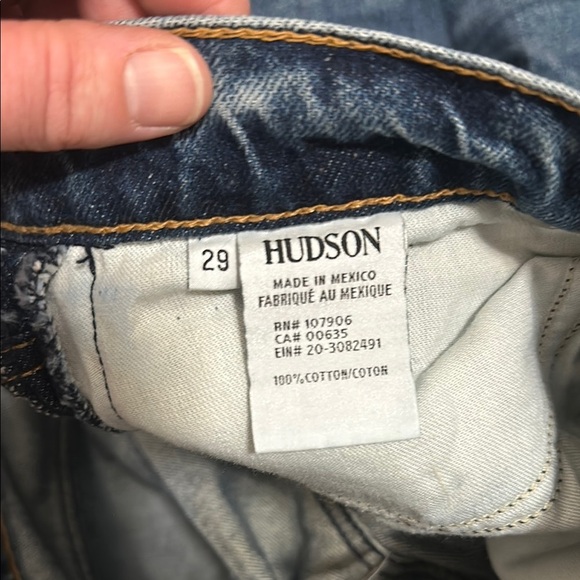 29
HUDSON
MADE IN MEXICO
FABRIQUÉ AU MEXIQUE
RN# 107906
CA# 00635
EIN# 20-3082491
100% COTTON/COTON